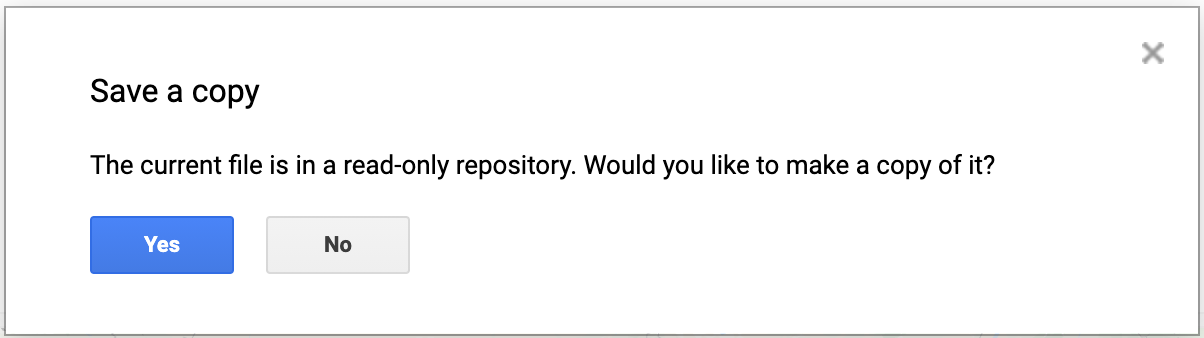 Save a copy
The current file is in a read-only repository. Would you like to make a copy of it?
Yes No